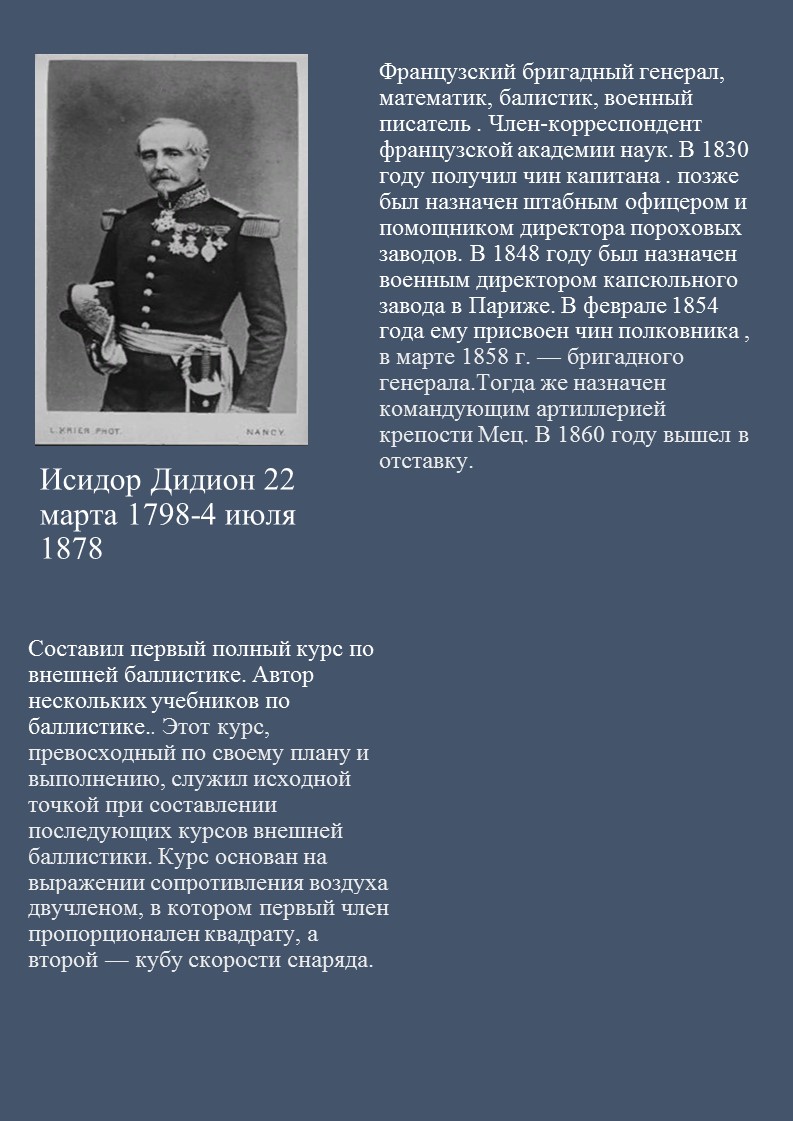 L. KRIER PHOT. NANCY.
Исидор Дидион 22
марта 1798-4 июля
1878
Французский бригадный генерал,
математик, балистик, военный
писатель . Член-корреспондент
французской академии наук. В 1830
году получил чин капитана . позже
был назначен штабным офицером и
помощником директора пороховых
заводов. В 1848 году был назначен
военным директором капсюльного
завода в Париже. В феврале 1854
года ему присвоен чин полковника ,
в марте 1858 г. — бригадного
генерала.Тогда же назначен
командующим артиллерией
крепости Мец. В 1860 году вышел в
отставку.
Составил первый полный курс по
внешней баллистике. Автор
нескольких учебников по
баллистике.. Этот курс,
превосходный по своему плану и
выполнению, служил исходной
точкой при составлении
последующих курсов внешней
баллистики. Курс основан на
выражении сопротивления воздуха
двучленом, в котором первый член
пропорционален квадрату, а
второй — кубу скорости снаряда.